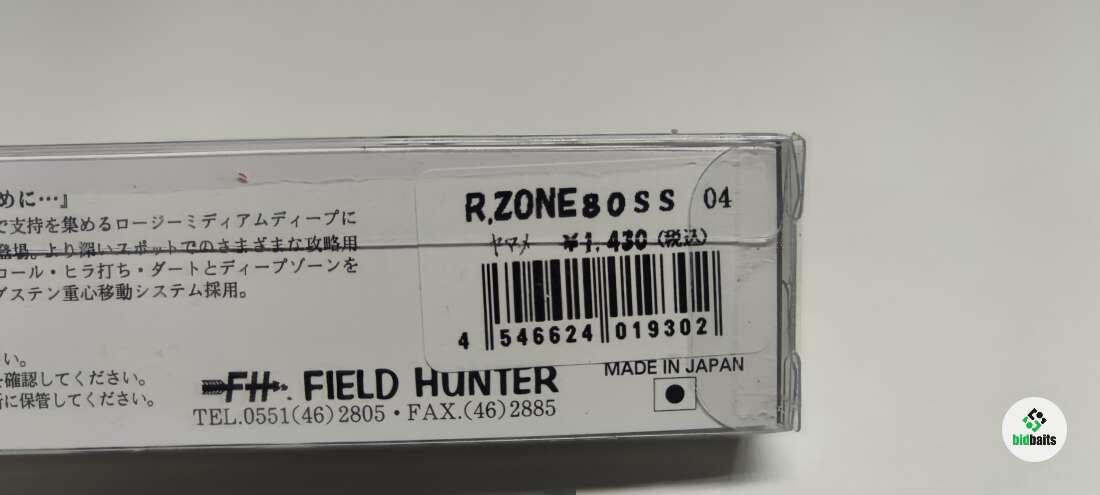 めに…』
で支持を集めるロージーミディアムディープに
登場。より深いスポットでのさまざまな攻略用
コール・ヒラ打ち・ダートとディープゾーンを
グステン重心移動システム採用。
い。
を確認してください。
所に保管してください。
FH. FIELD HUNTER
TEL.0551(46)2805・FAX.(46)2885
R,ZONE80SS 04
ヤマメ ¥1,430(税込)
4 546624 019302
MADE IN JAPAN
bidbaits